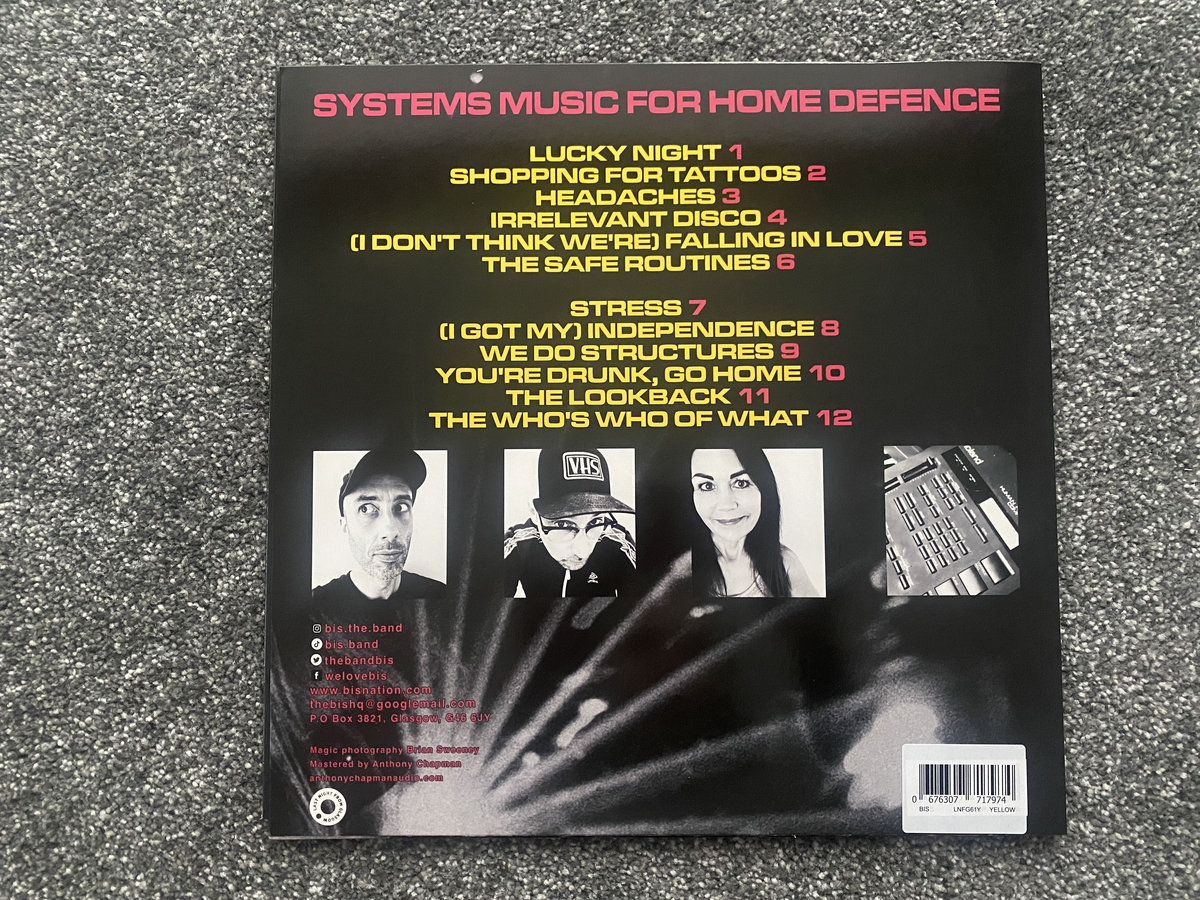 SYSTEMS MUSIC FOR HOME DEFENCE
LUCKY NIGHT 1
SHOPPING FOR TATTOOS 2
HEADACHES 3
IRRELEVANT DISCO 4
(I DON'T THINK WE'RE) FALLING IN LOVE 5
THE SAFE ROUTINES 6
STRESS 7
(I GOT MY) INDEPENDENCE 8
WE DO STRUCTURES 9
YOU'RE DRUNK, GO HOME 10
THE LOOKBACK 11
THE WHO'S WHO OF WHAT 12
VHS
Roland
bis.the.band
bis.band
thebandbis
welovebis
www.bisnation.com
thebishq@googlemail.com
P.O Box 3821, Glasgow, G46 6JY
Magic photography Brian Sweeney
Mastered by Anthony Chapman
anthonychapmanaudio.com
LAST NIGHT FROM GLASGOW
0 676307 717974
BIS LNFG61Y YELLOW